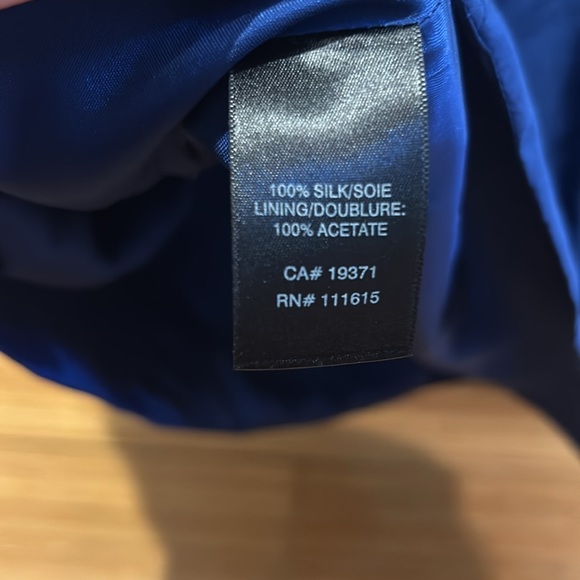 100% SILK/SOIE
LINING/DOUBLURE:
100% ACETATE
CA# 19371
RN# 111615